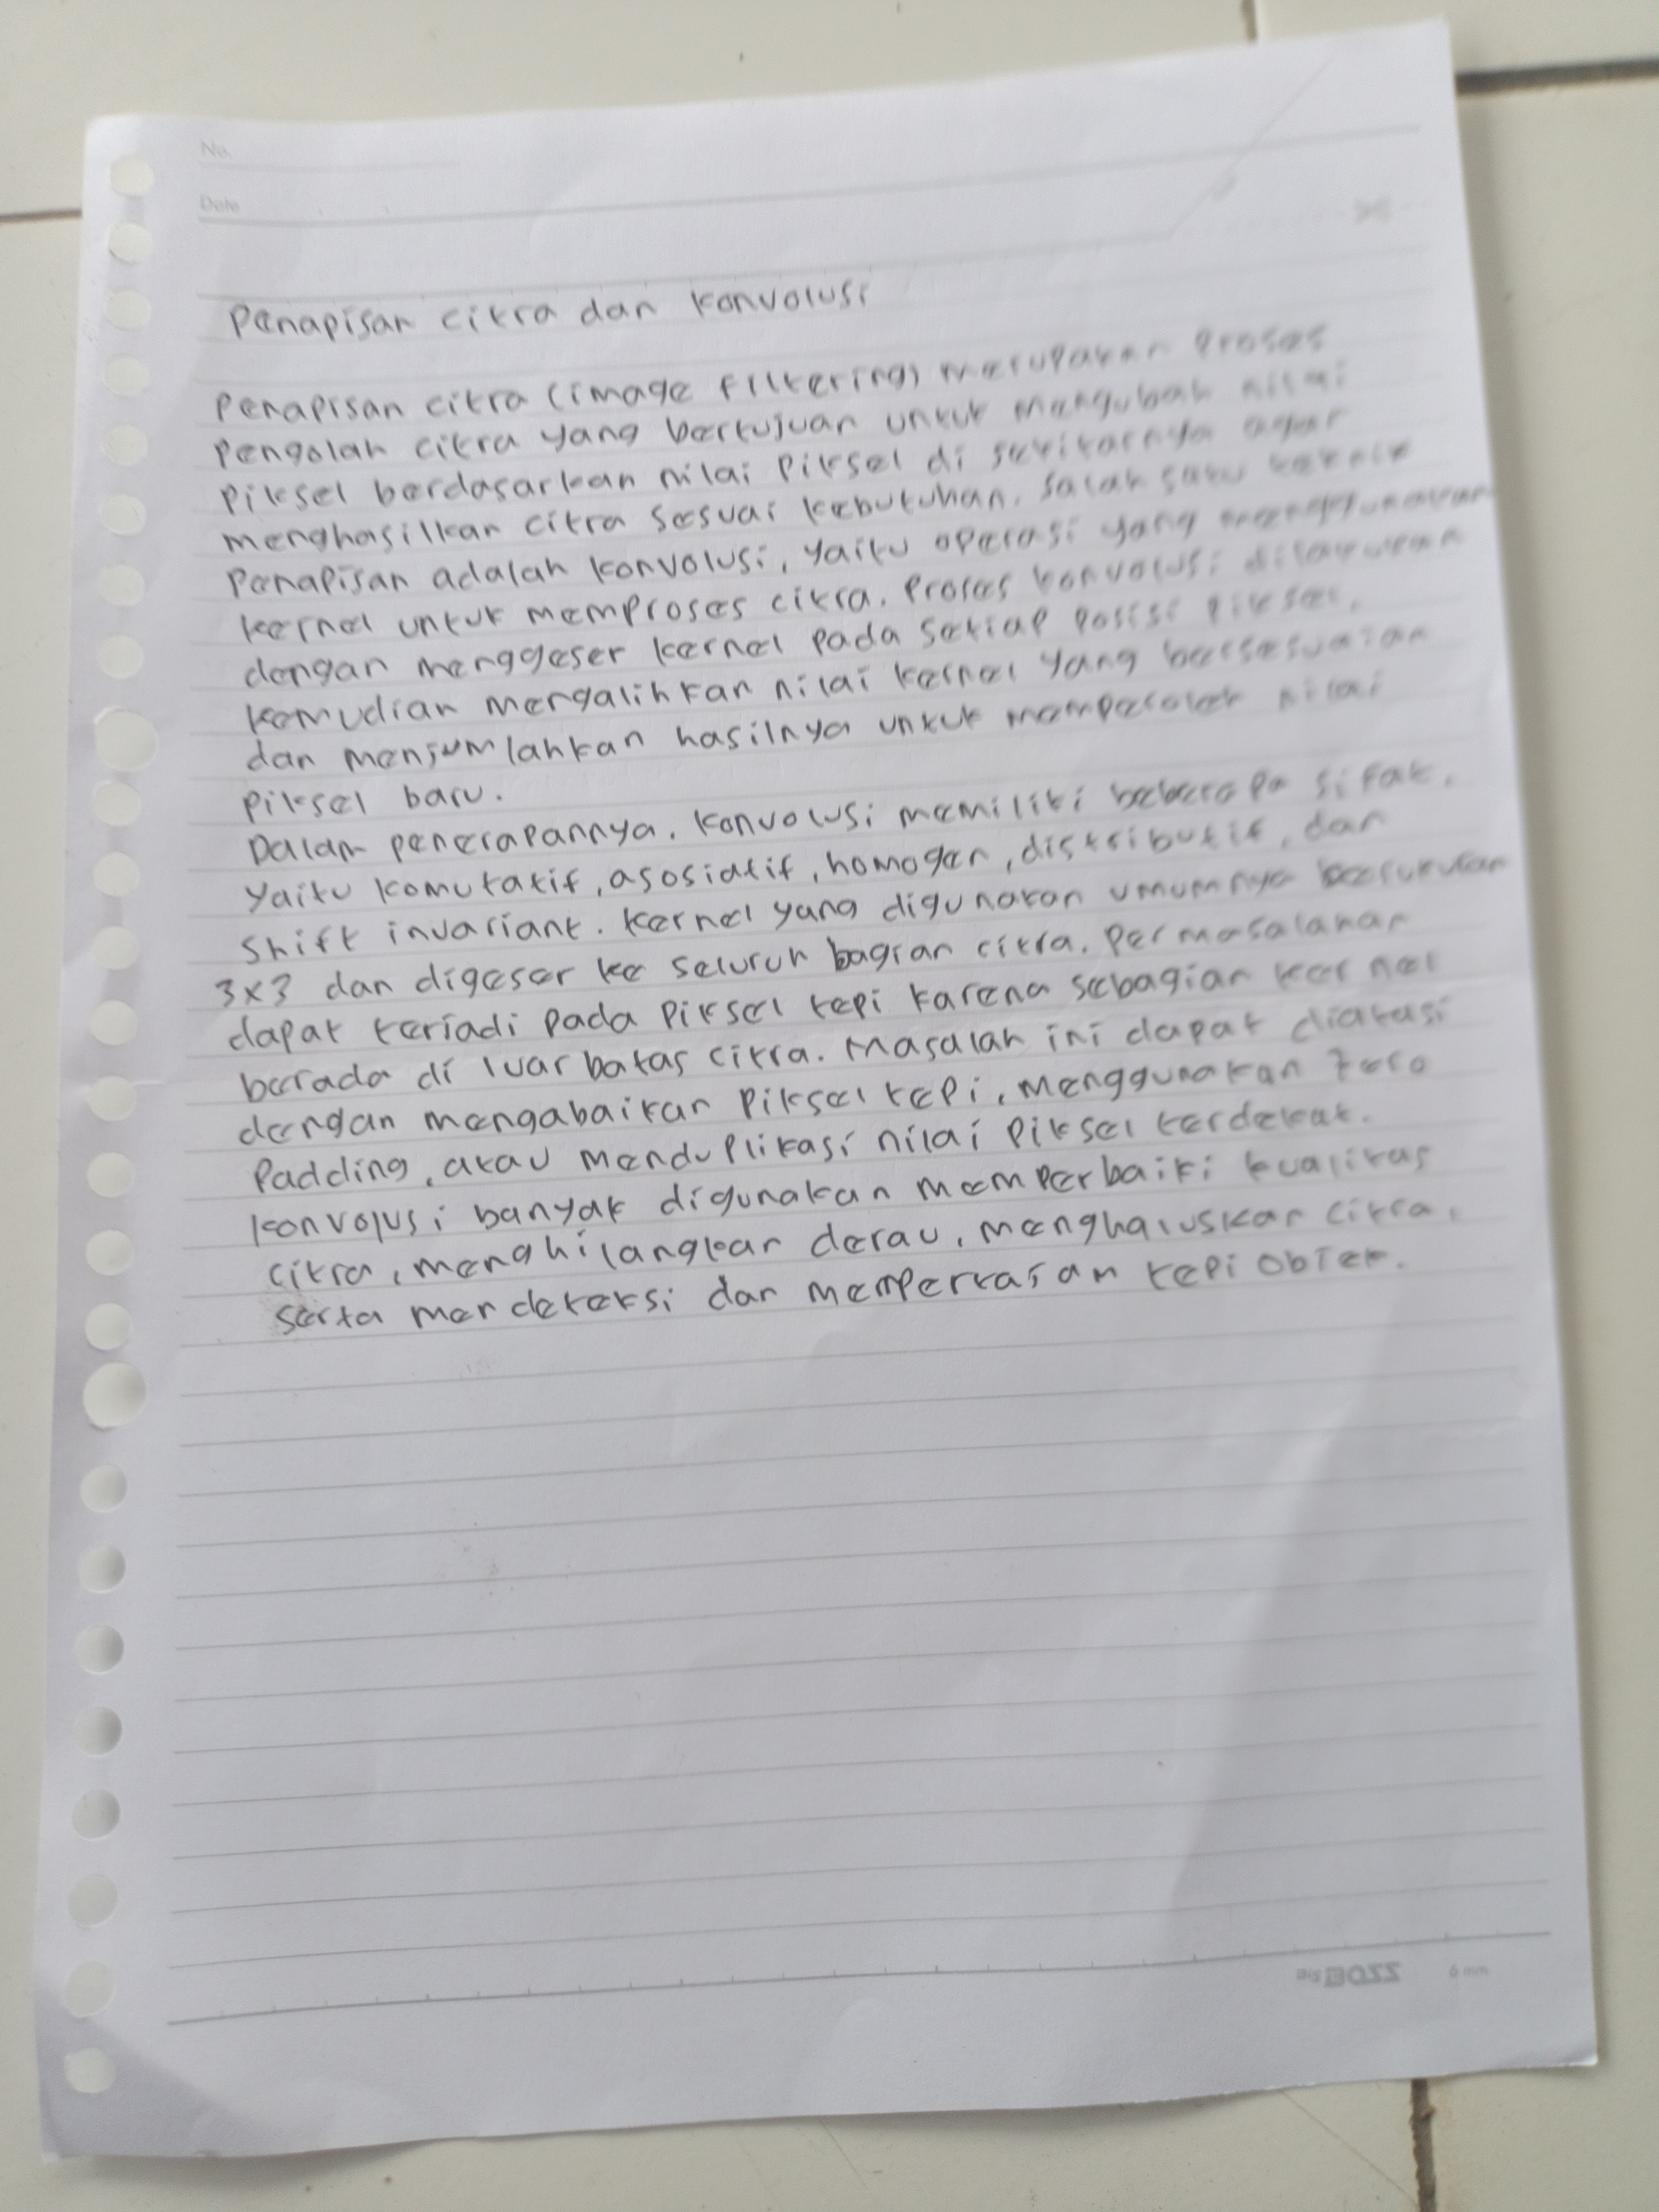 No.
Date
Penapisan citra dan konvolusi
Penapisan citra (image filtering) merupakan proses
pengolah citra yang bertujuan untuk mengubah nilai
piksel berdasarkan nilai piksel di sekitarnya agar
menghasilkan citra sesuai kebutuhan. Salah satu teknik
Penapisan adalah konvolusi, yaitu operasi yang menggunakan
kernel untuk memproses citra. Proses konvolusi dilakukan
dengan menggeser kernel pada setiap posisi piksel,
kemudian mengalihkan nilai kernel yang bersesuaian
dan menjumlahkan hasilnya untuk memperoleh nilai
piksel baru.
Dalam penerapannya, konvolusi memiliki beberapa sifat,
yaitu komutatif, asosiatif, homogen, distributif, dan
Shift invariant. Kernel yang digunakan umumnya berukuran
3x3 dan digeser ke seluruh bagian citra. Permasalahan
dapat terjadi pada piksel tepi karena sebagian kernel
berada di luar batas citra. Masalah ini dapat diatasi
dengan mengabaikan piksel tepi, menggunakan zero
Padding, atau menduplikasi nilai piksel terdekat.
Konvolusi banyak digunakan memperbaiki kualitas
citra, menghilangkan derau, menghaluskan citra,
serta mendeteksi dan mempertajam tepi objek.
BOSS 6 mm